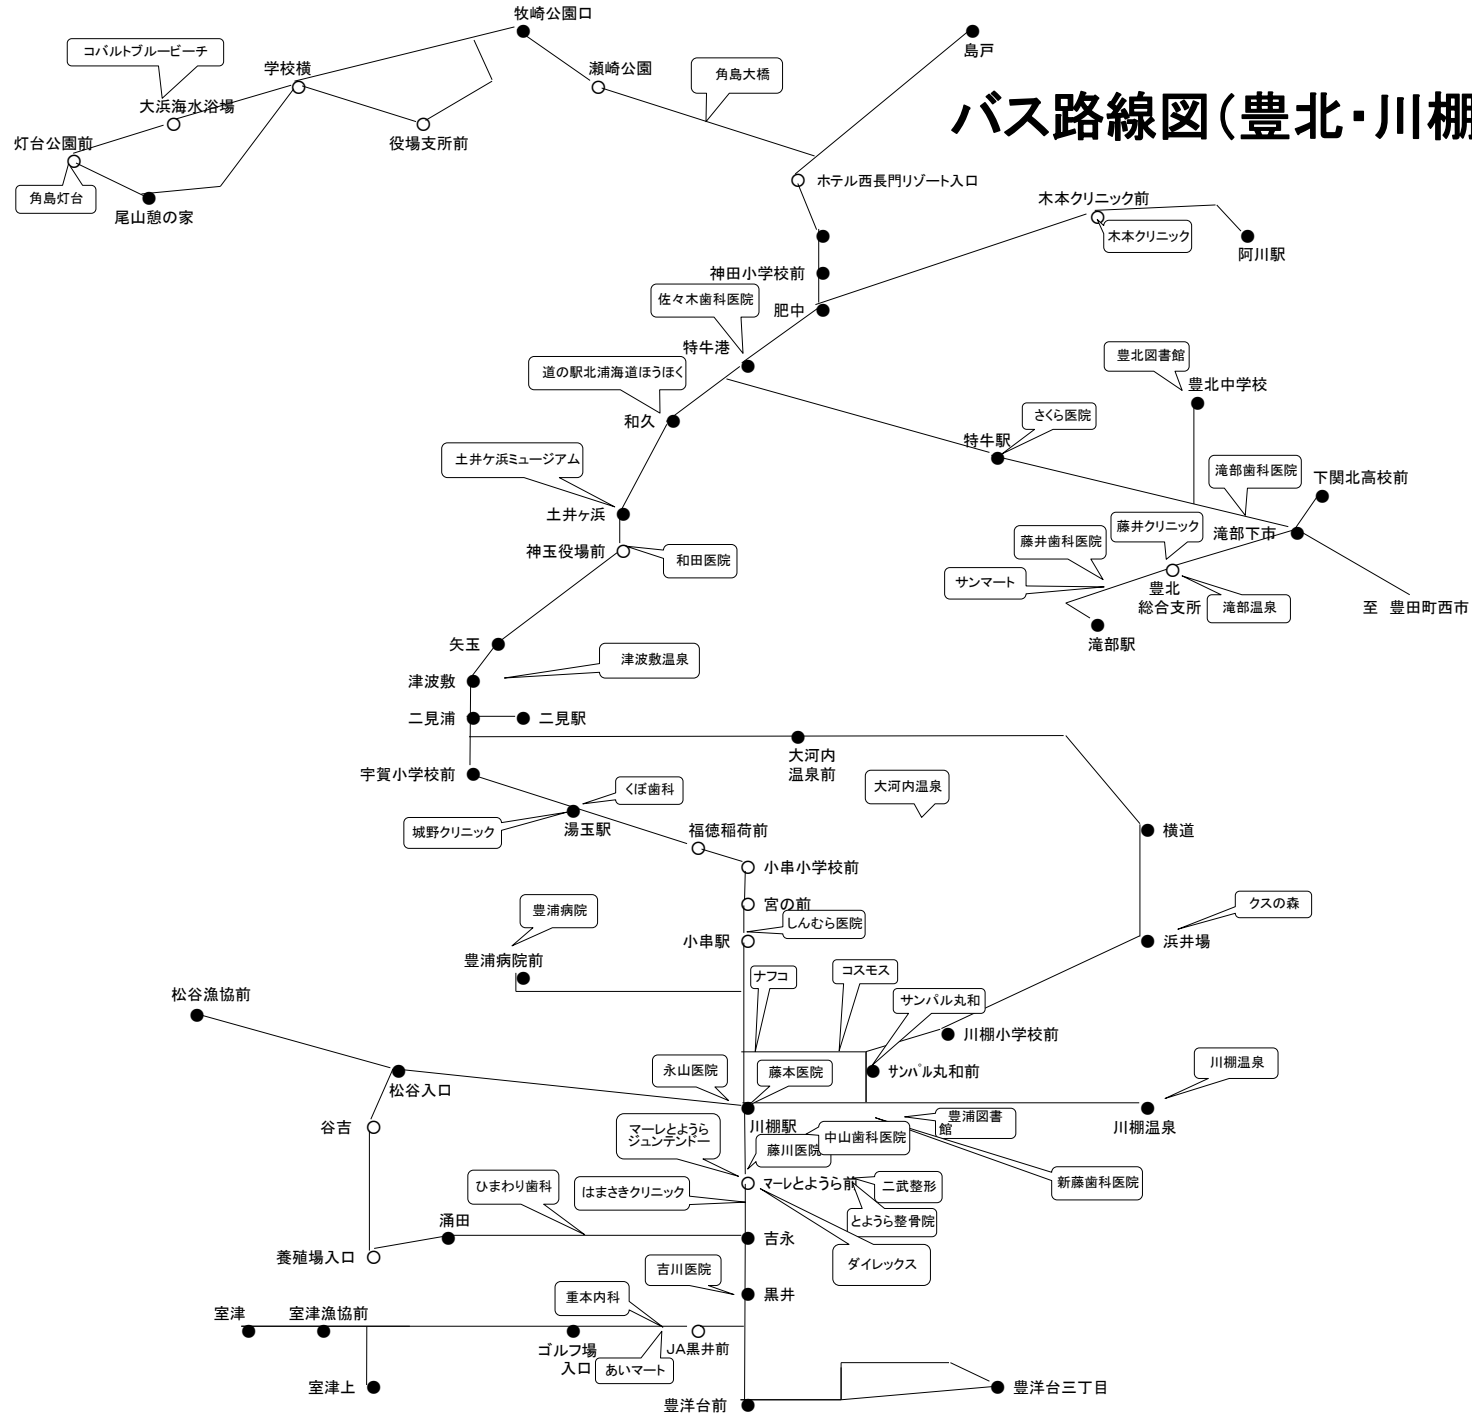 牧崎公園口
島戸
コバルトブルービーチ
学校横
瀬崎公園
角島大橋
大浜海水浴場
バス路線図(豊北・川棚
灯台公園前
役場支所前
角島灯台
尾山憩の家
ホテル西長門リゾート入口
木本クリニック前
木本クリニック
阿川駅
神田小学校前
佐々木歯科医院
肥中
特牛港
豊北図書館
道の駅北浦海道ほうほく
豊北中学校
和久
さくら医院
特牛駅
土井ケ浜ミュージアム
滝部歯科医院
下関北高校前
土井ヶ浜
藤井クリニック
滝部下市
藤井歯科医院
神玉役場前
和田医院
サンマート
豊北
総合支所
滝部温泉
至 豊田町西市
矢玉
滝部駅
津波敷温泉
津波敷
二見浦
二見駅
大河内
温泉前
宇賀小学校前
大河内温泉
くぼ歯科
城野クリニック
湯玉駅
福徳稲荷前
横道
小串小学校前
豊浦病院
宮の前
クスの森
しんむら医院
小串駅
浜井場
豊浦病院前
ナフコ
コスモス
松谷漁協前
サンパル丸和
川棚小学校前
永山医院
藤本医院
サンパル丸和前
川棚温泉
松谷入口
豊浦図書
館
谷吉
川棚駅
川棚温泉
マーレとようら
ジュンテンドー
中山歯科医院
藤川医院
ひまわり歯科
はまさきクリニック
マーレとようら前
二武整形
新藤歯科医院
涌田
とようら整骨院
吉永
養殖場入口
ダイレックス
吉川医院
黒井
重本内科
室津
室津漁協前
ゴルフ場
入口
JA黒井前
あいマート
室津上
豊洋台三丁目
豊洋台前